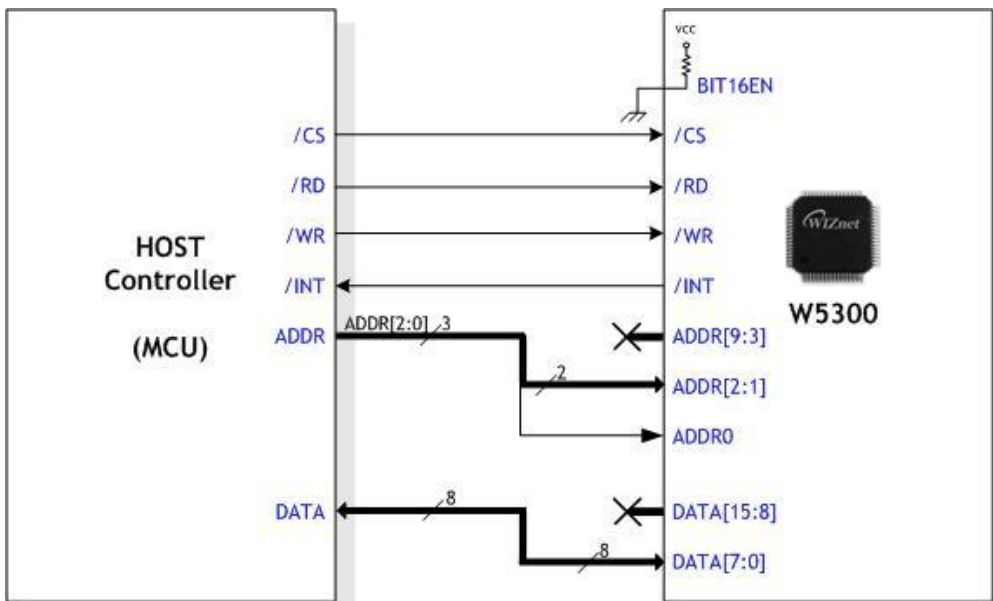 vcc
BIT16EN
/CS
/CS
/RD
/RD
/WR
/WR
HOST
Controller
(MCU)
WIZnet
/INT
/INT
W5300
ADDR
ADDR[2:0]
3
ADDR[9:3]
2
ADDR[2:1]
ADDR0
DATA
8
DATA[15:8]
8
DATA[7:0]